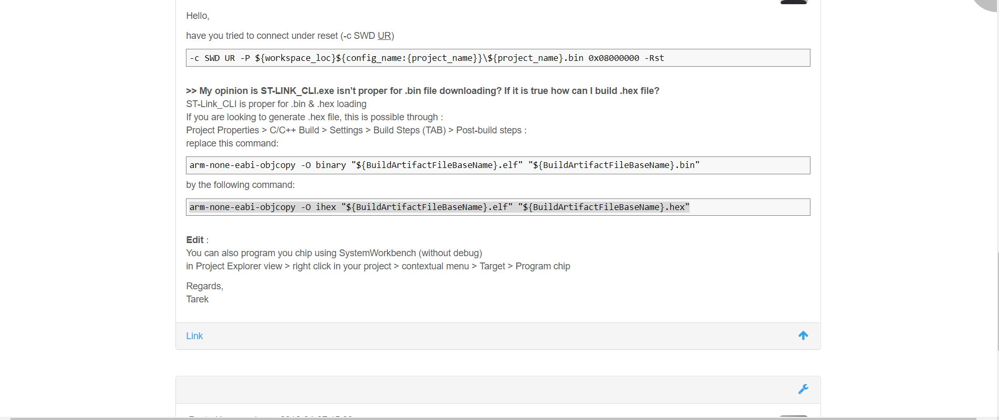 Hello,
have you tried to connect under reset (-c SWD UR)
-c SWD UR -P ${workspace_loc}${config_name:{project_name}}\${project_name}.bin 0x08000000 -Rst
>> My opinion is ST-LINK_CLI.exe isn’t proper for .bin file downloading? If it is true how can I build .hex file?
ST-Link_CLI is proper for .bin & .hex loading
If you are looking to generate .hex file, this is possible through :
Project Properties > C/C++ Build > Settings > Build Steps (TAB) > Post-build steps :
replace this command:
arm-none-eabi-objcopy -O binary "${BuildArtifactFileBaseName}.elf" "${BuildArtifactFileBaseName}.bin"
by the following command:
arm-none-eabi-objcopy -O ihex "${BuildArtifactFileBaseName}.elf" "${BuildArtifactFileBaseName}.hex"
Edit :
You can also program you chip using SystemWorkbench (without debug)
in Project Explorer view > right click in your project > contextual menu > Target > Program chip
Regards,
Tarek
Link